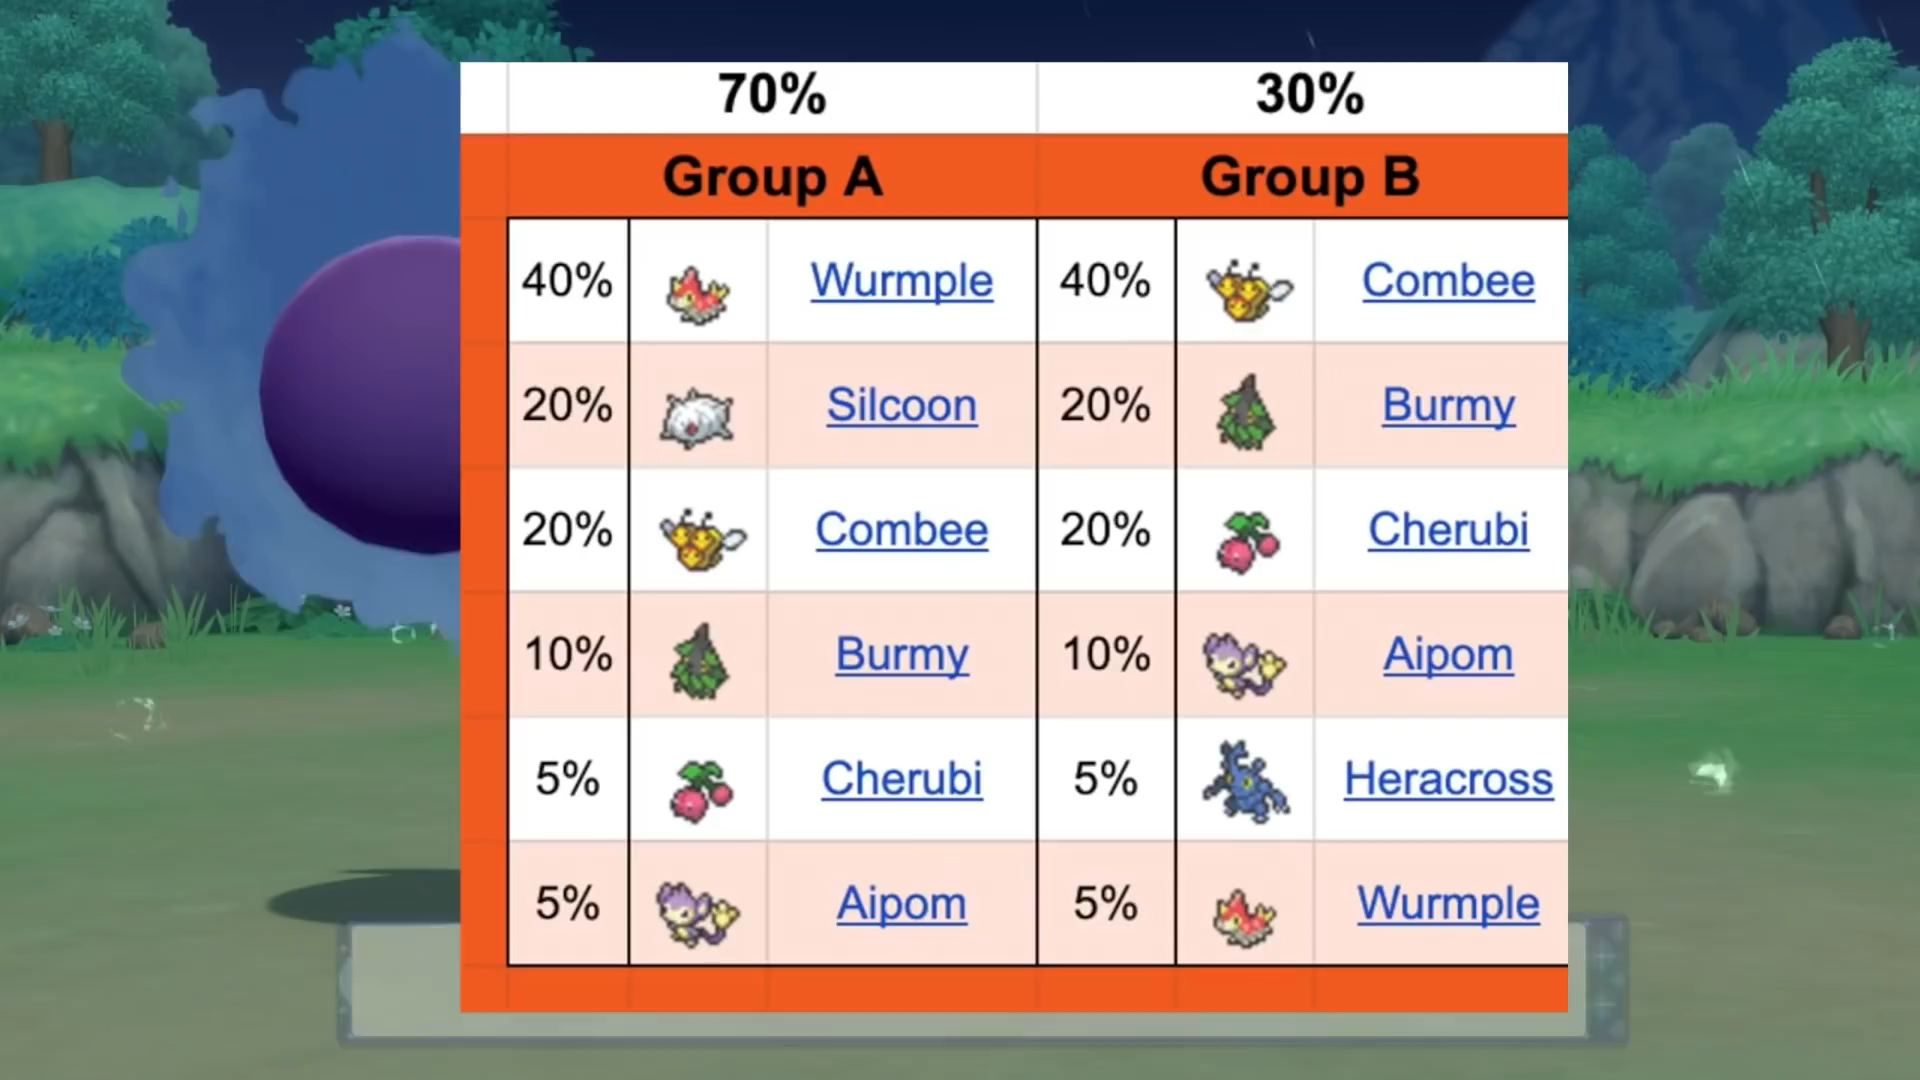 70% 30%
Group A Group B
40% Wurmple 40% Combee
20% Silcoon 20% Burmy
20% Combee 20% Cherubi
10% Burmy 10% Aipom
5% Cherubi 5% Heracross
5% Aipom 5% Wurmple